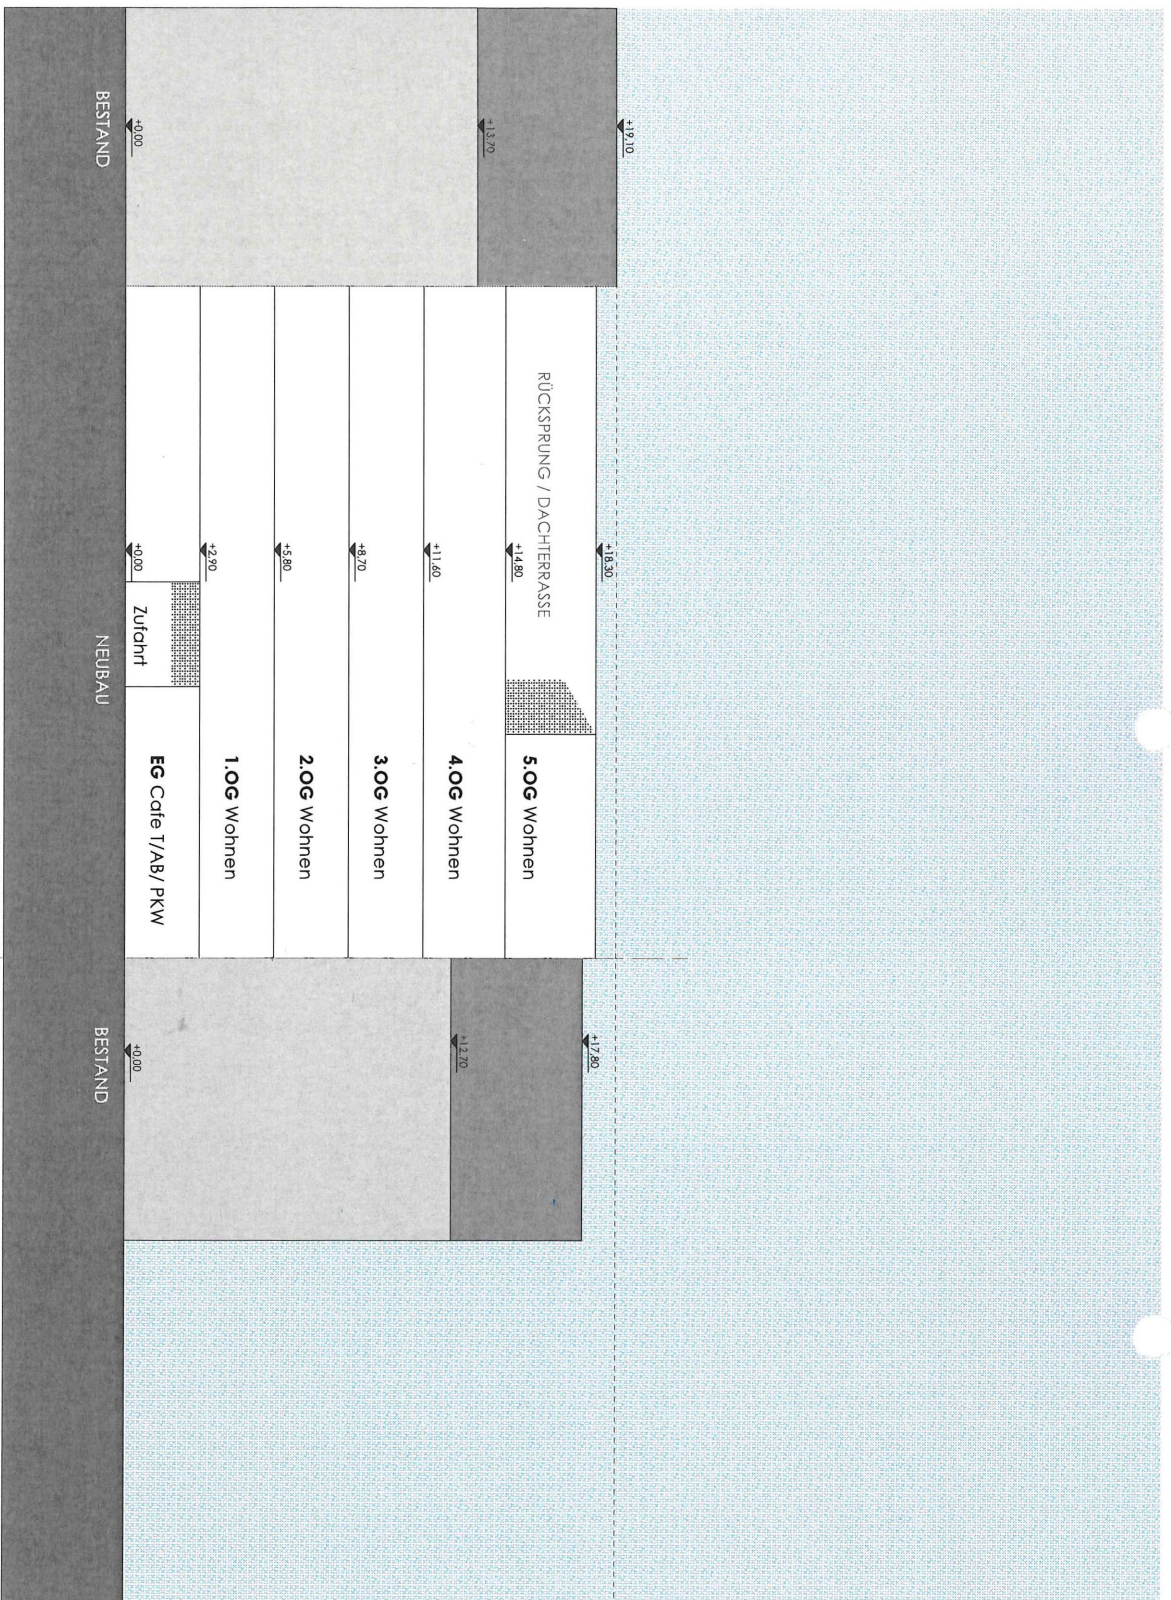 +19,10
+13,70
+0,00
BESTAND
+18,30
RÜCKSPRUNG / DACHTERRASSE
+14,80
5.OG Wohnen
+11,60
4.OG Wohnen
+8,70
3.OG Wohnen
+5,80
2.OG Wohnen
+2,90
1.OG Wohnen
+0,00
Zufahrt
EG Cafe T/AB/ PKW
NEUBAU
+17,80
+12,70
+0,00
BESTAND